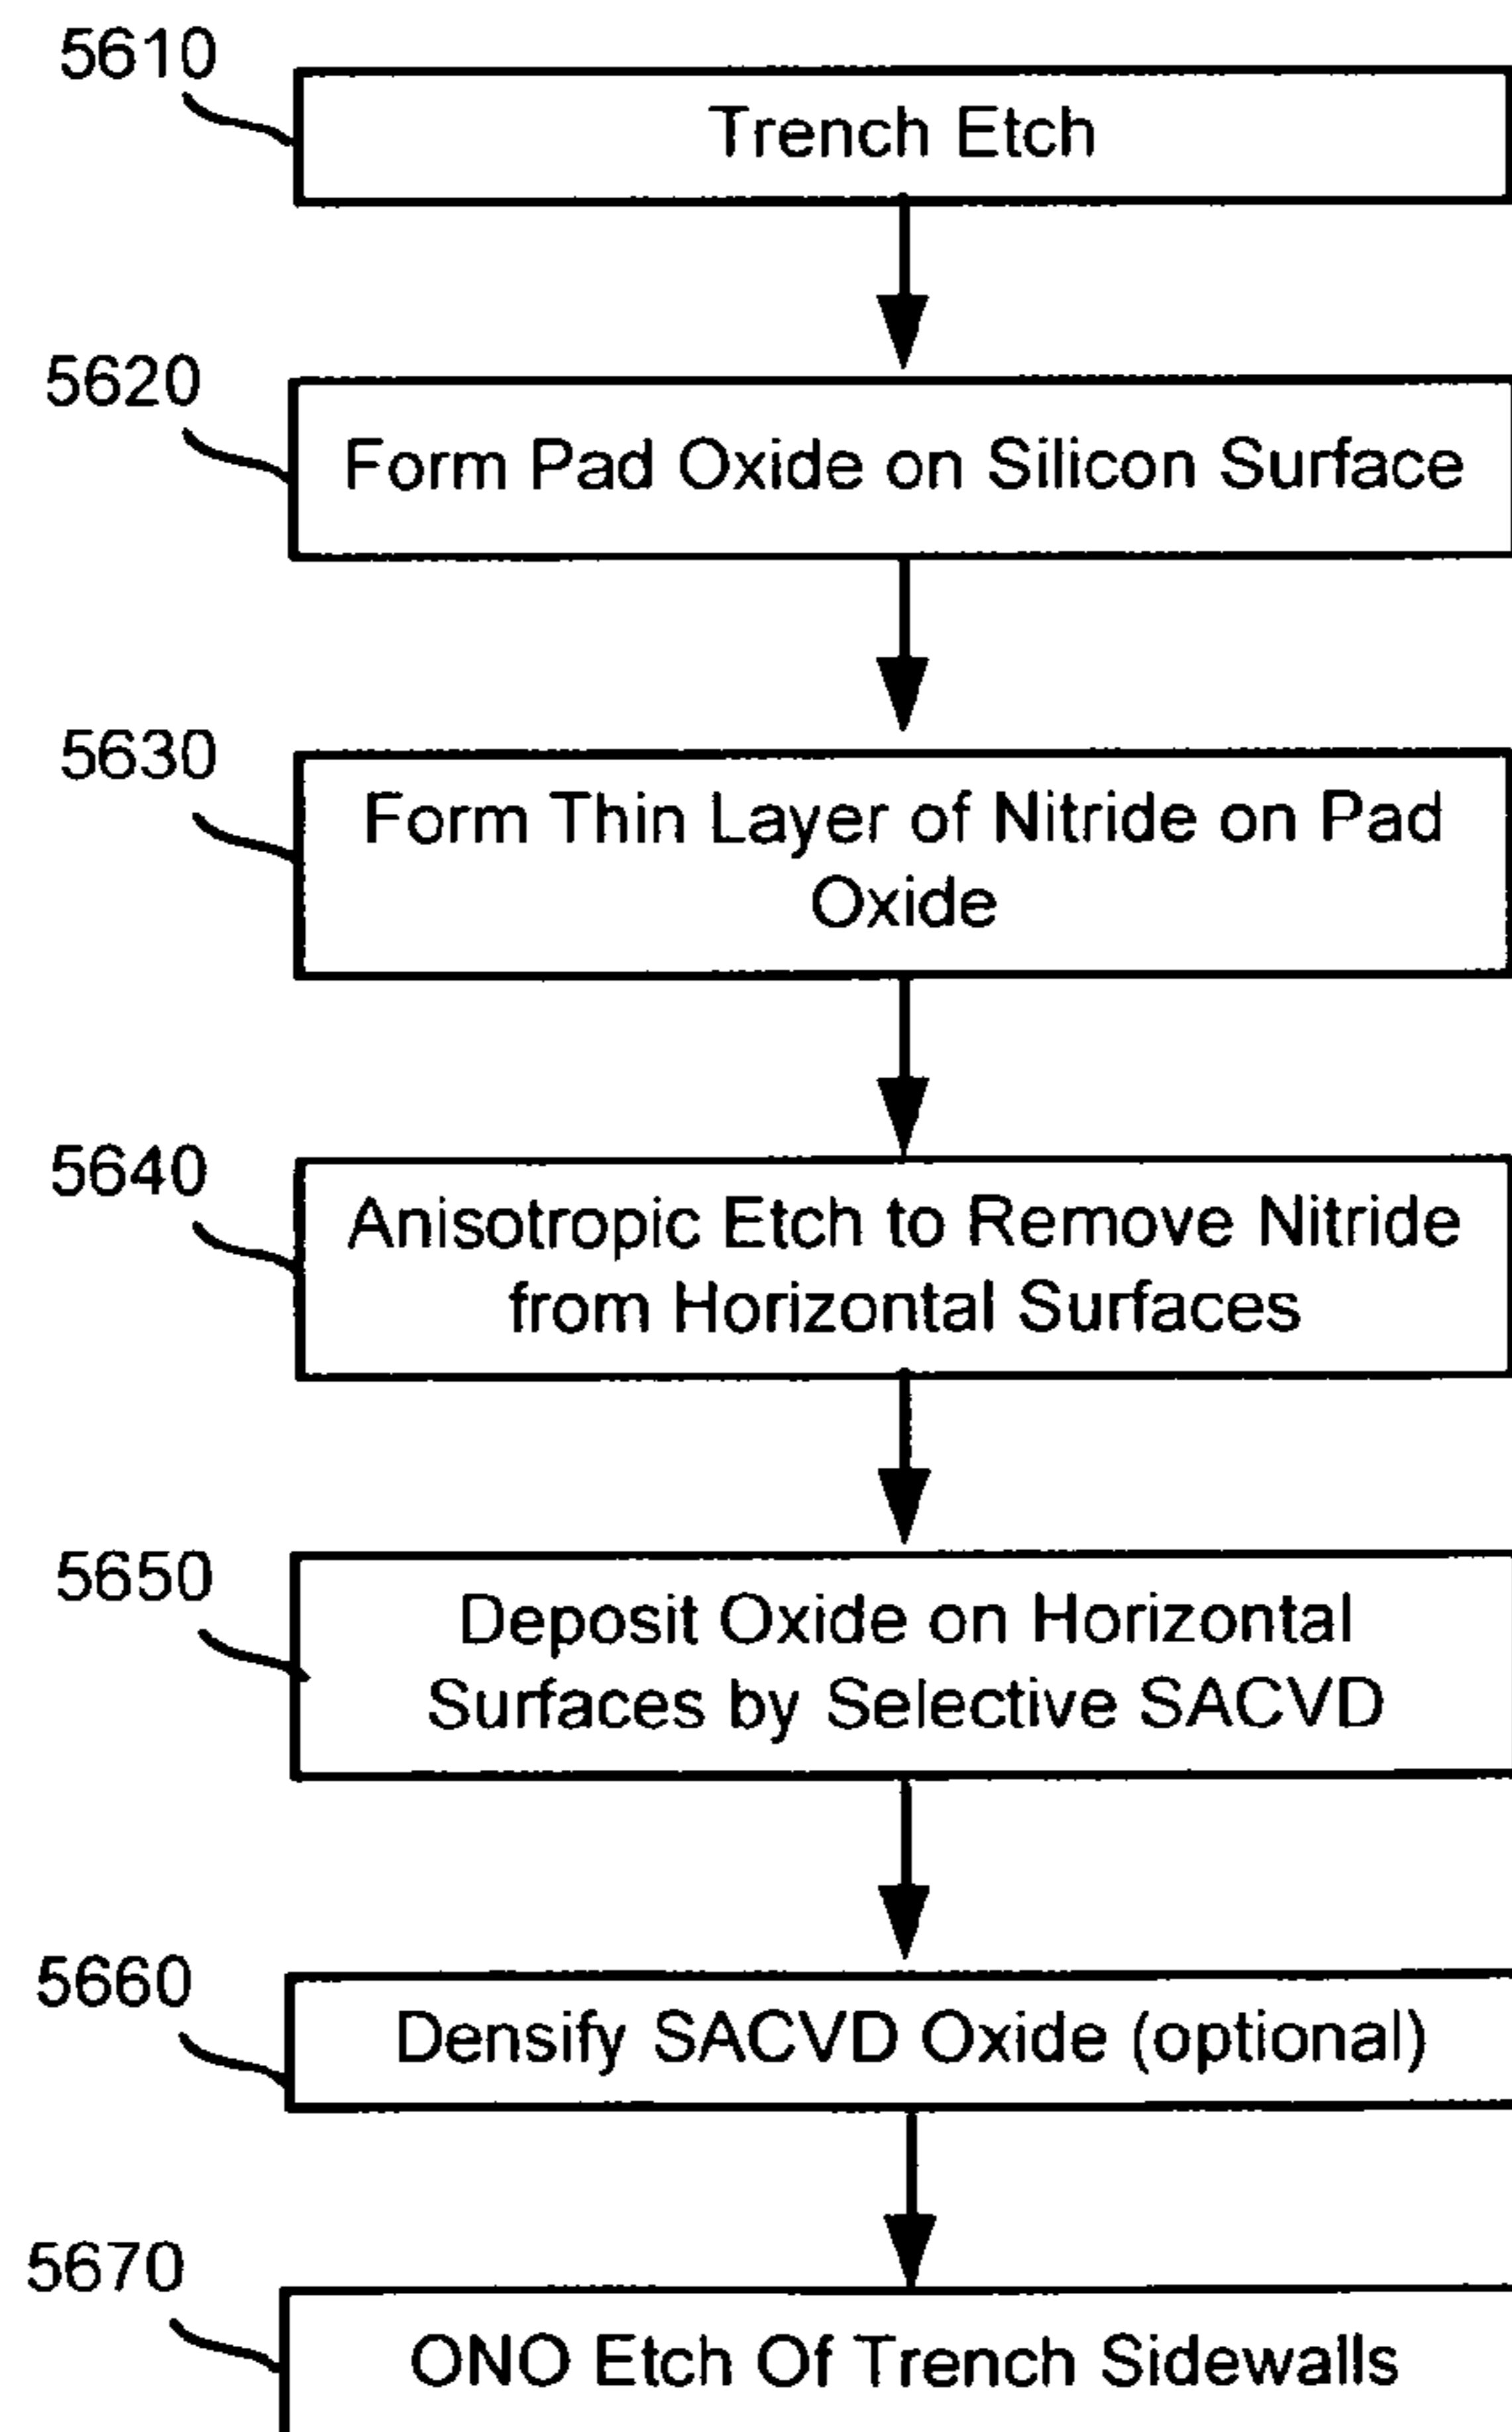 5610
Trench Etch
5620
Form Pad Oxide on Silicon Surface
5630
Form Thin Layer of Nitride on Pad
Oxide
5640
Anisotropic Etch to Remove Nitride
from Horizontal Surfaces
5650
Deposit Oxide on Horizontal
Surfaces by Selective SACVD
5660
Densify SACVD Oxide (optional)
5670
ONO Etch Of Trench Sidewalls